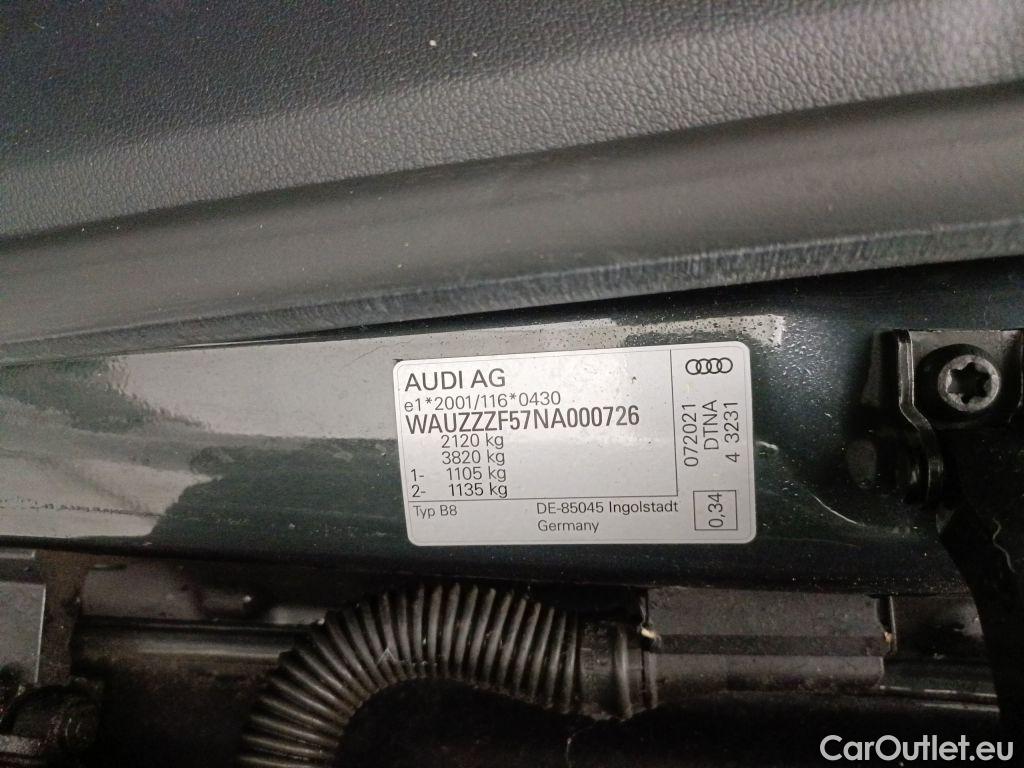 AUDI AG
e1*2001/116*0430
WAUZZZF57NA000726
2120 kg
3820 kg
1- 1105 kg
2- 1135 kg
Typ B8
DE-85045 Ingolstadt
Germany
072021
DTNA
4 3231
0,34
CarOutlet.eu